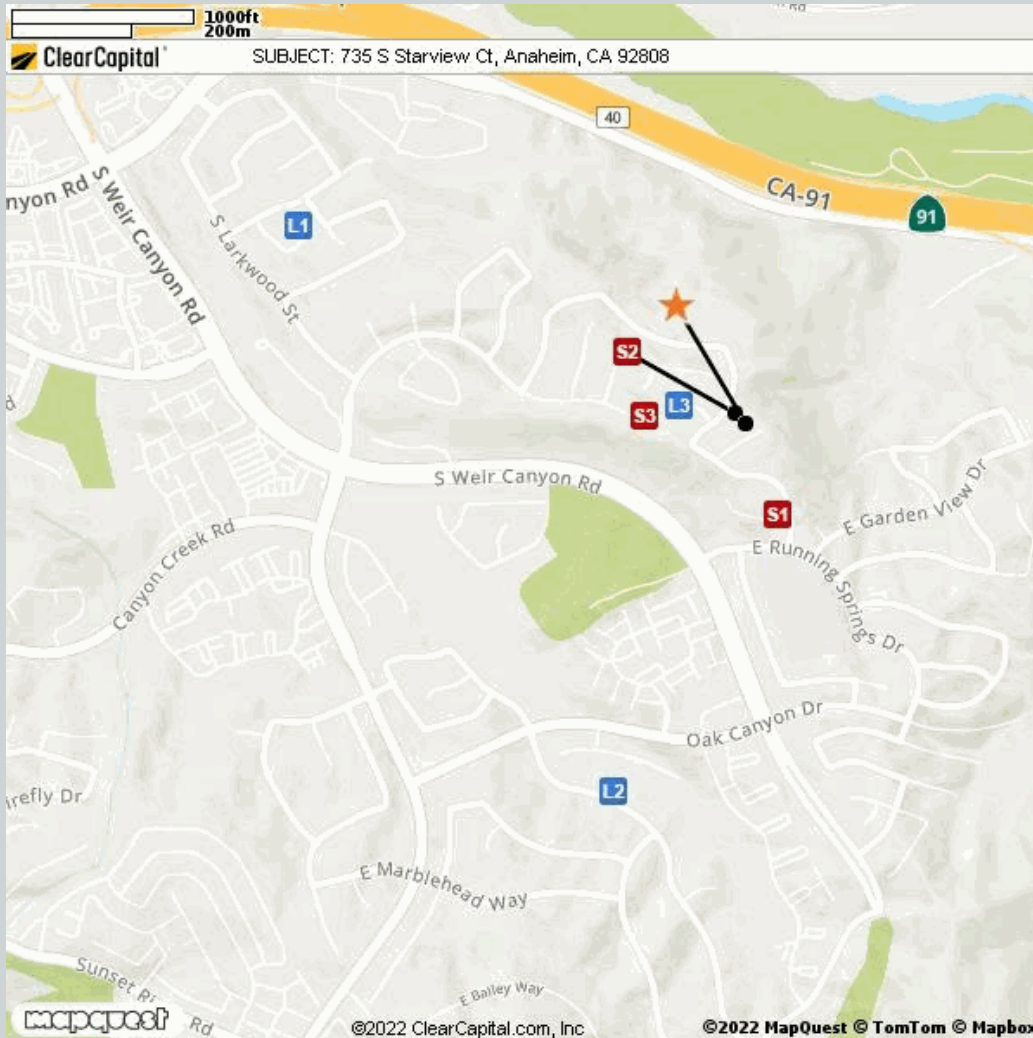 1000ft
200m
ClearCapital
SUBJECT: 735 S Starview Ct, Anaheim, CA 92808
40
CA-91
91
nyon Rd
S Weir Canyon Rd
L1
S Larkwood St
S2
S3
L3
S Weir Canyon Rd
S1
E Garden View Dr
E Running Springs Dr
Canyon Creek Rd
Oak Canyon Dr
L2
irefly Dr
E Marblehead Way
Sunset Ri
Rd
E Bailey Way
mapquest
©2022 ClearCapital.com, Inc
©2022 MapQuest © TomTom © Mapbox